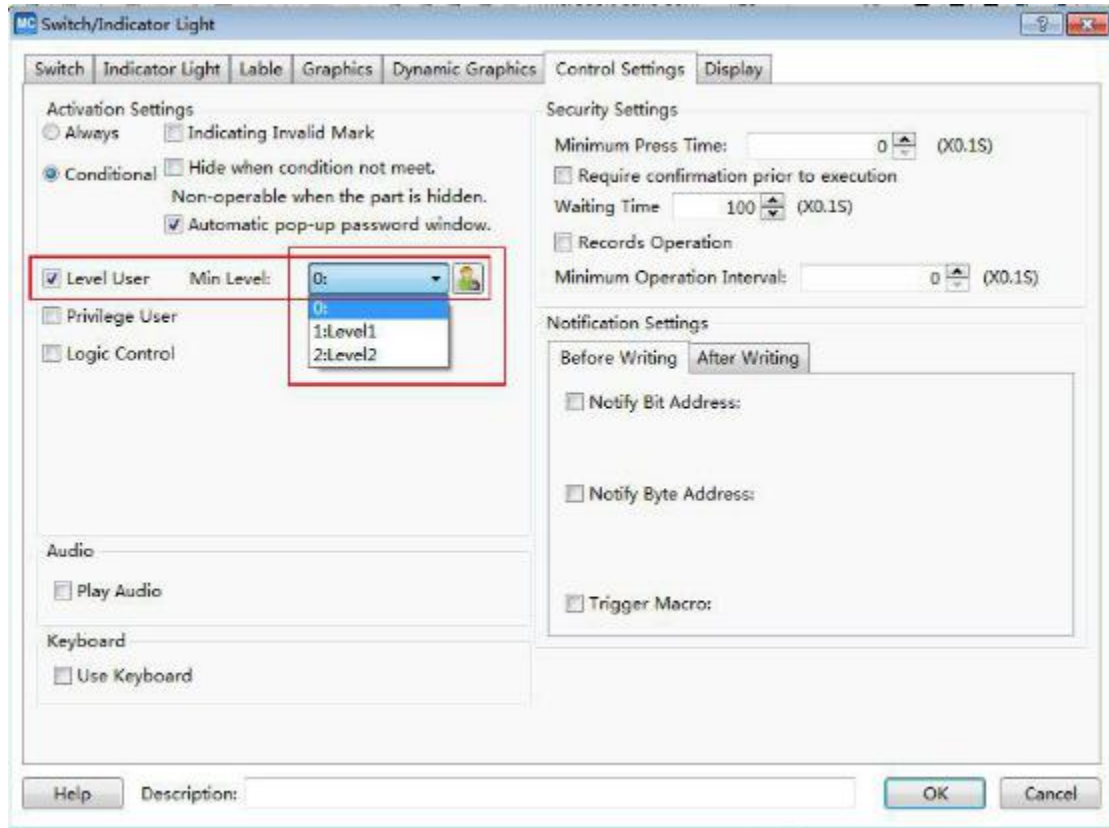 MC Switch/Indicator Light
Switch Indicator Light Lable Graphics Dynamic Graphics Control Settings Display
Activation Settings
Always Indicating Invalid Mark
Conditional Hide when condition not meet.
Non-operable when the part is hidden.
Automatic pop-up password window.
Level User Min Level: 0:
0:
1:Level1
2:Level2
Privilege User
Logic Control
Audio
Play Audio
Keyboard
Use Keyboard
Security Settings
Minimum Press Time: 0 (X0.1S)
Require confirmation prior to execution
Waiting Time 100 (X0.1S)
Records Operation
Minimum Operation Interval: 0 (X0.1S)
Notification Settings
Before Writing After Writing
Notify Bit Address:
Notify Byte Address:
Trigger Macro:
Help Description: OK Cancel